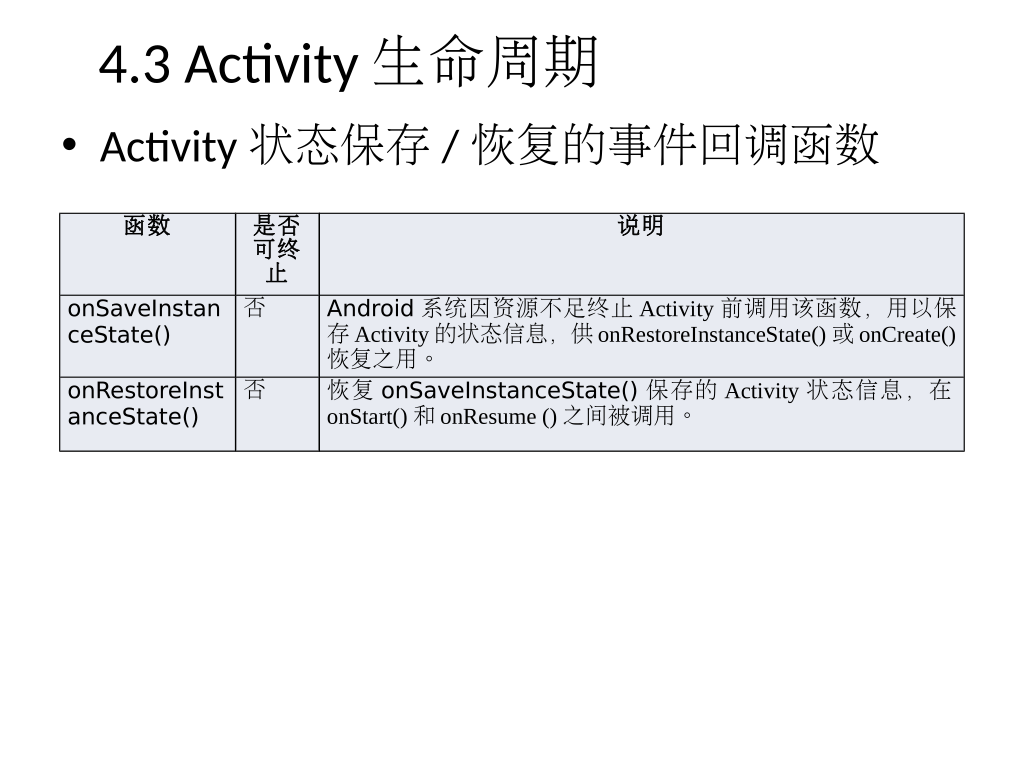 4.3 Activity 生命周期
• Activity 状态保存 / 恢复的事件回调函数
函数
是否
可终
止
说明
onSaveInstan
ceState()
否
Android 系统因资源不足终止 Activity 前调用该函数，用以保
存 Activity 的状态信息，供 onRestoreInstanceState() 或 onCreate()
恢复之用。
onRestoreInst
anceState()
否
恢复 onSaveInstanceState() 保存的 Activity 状态信息，在
onStart() 和 onResume () 之间被调用。